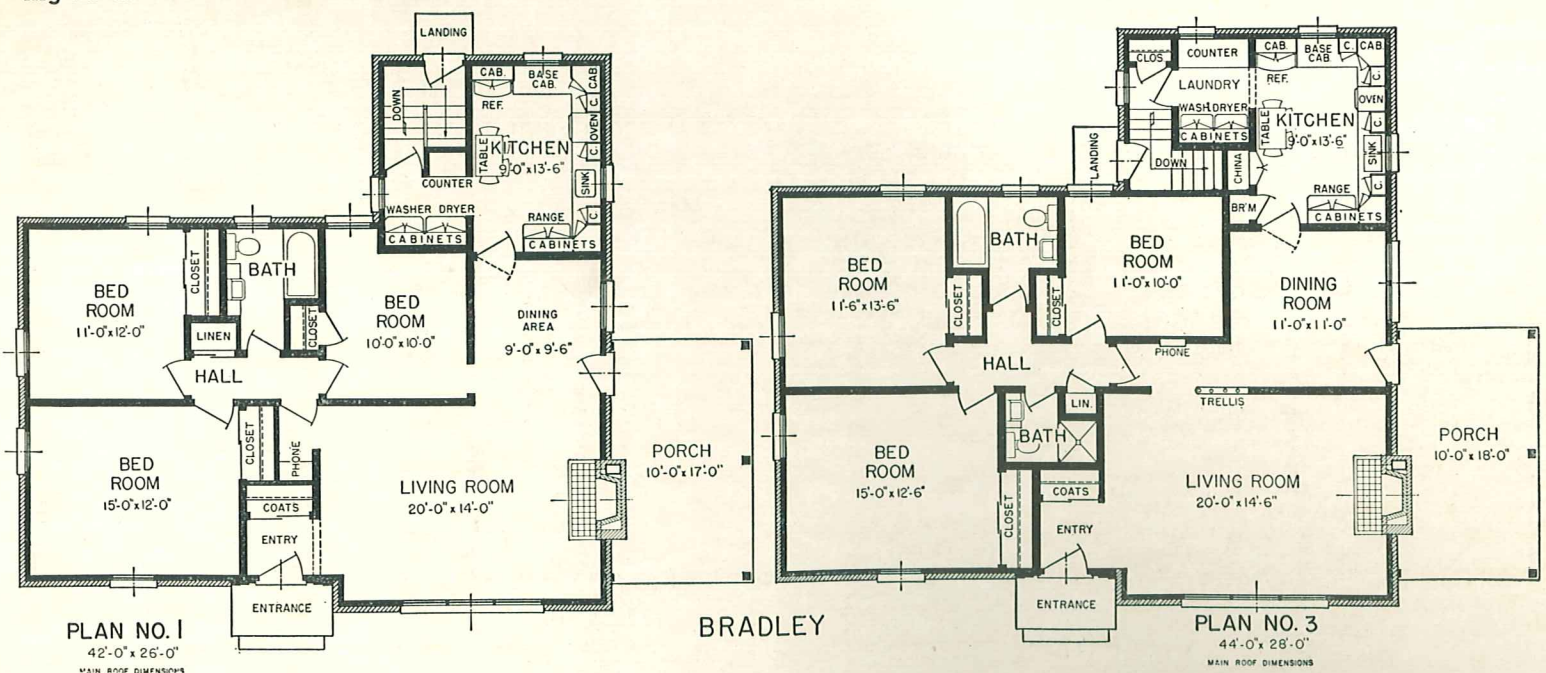 LANDING
DOWN
CAB.
BASE
CAB.
CAB
REF.
C.
OVEN
TABLE
KITCHEN
9'-0"x13'-6"
C.
COUNTER
SINK
WASHER DRYER
RANGE
C.
CABINETS
CABINETS
CLOSET
BATH
BED
ROOM
11'-0"x12'-0"
LINEN
CLOSET
BED
ROOM
10'-0"x10'-0"
DINING
AREA
9'-0"x9'-6"
HALL
BED
ROOM
15'-0"x12'-0"
CLOSET
PHONE
COATS
ENTRY
LIVING ROOM
20'-0"x14'-0"
PORCH
10'-0"x17'-0"
ENTRANCE
PLAN NO. 1
42'-0"x 26'-0"
MAIN ROOF DIMENSIONS
BRADLEY
CLOS.
COUNTER
CAB.
BASE
CAB.
C.
CAB.
LAUNDRY
REF.
C.
WASH DRYER
OVEN
CABINETS
TABLE
KITCHEN
9'-0"x13'-6"
C.
LANDING
DOWN
CHINA
SINK
RANGE
C.
BR'M
CABINETS
BED
ROOM
11'-6"x13'-6"
BATH
CLOSET
CLOSET
BED
ROOM
11'-0"x10'-0"
DINING
ROOM
11'-0"x11'-0"
PHONE
HALL
LIN.
TRELLIS
BATH
BED
ROOM
15'-0"x12'-6"
CLOSET
COATS
ENTRY
LIVING ROOM
20'-0"x14'-6"
PORCH
10'-0"x18'-0"
ENTRANCE
PLAN NO. 3
44'-0"x 28'-0"
MAIN ROOF DIMENSIONS